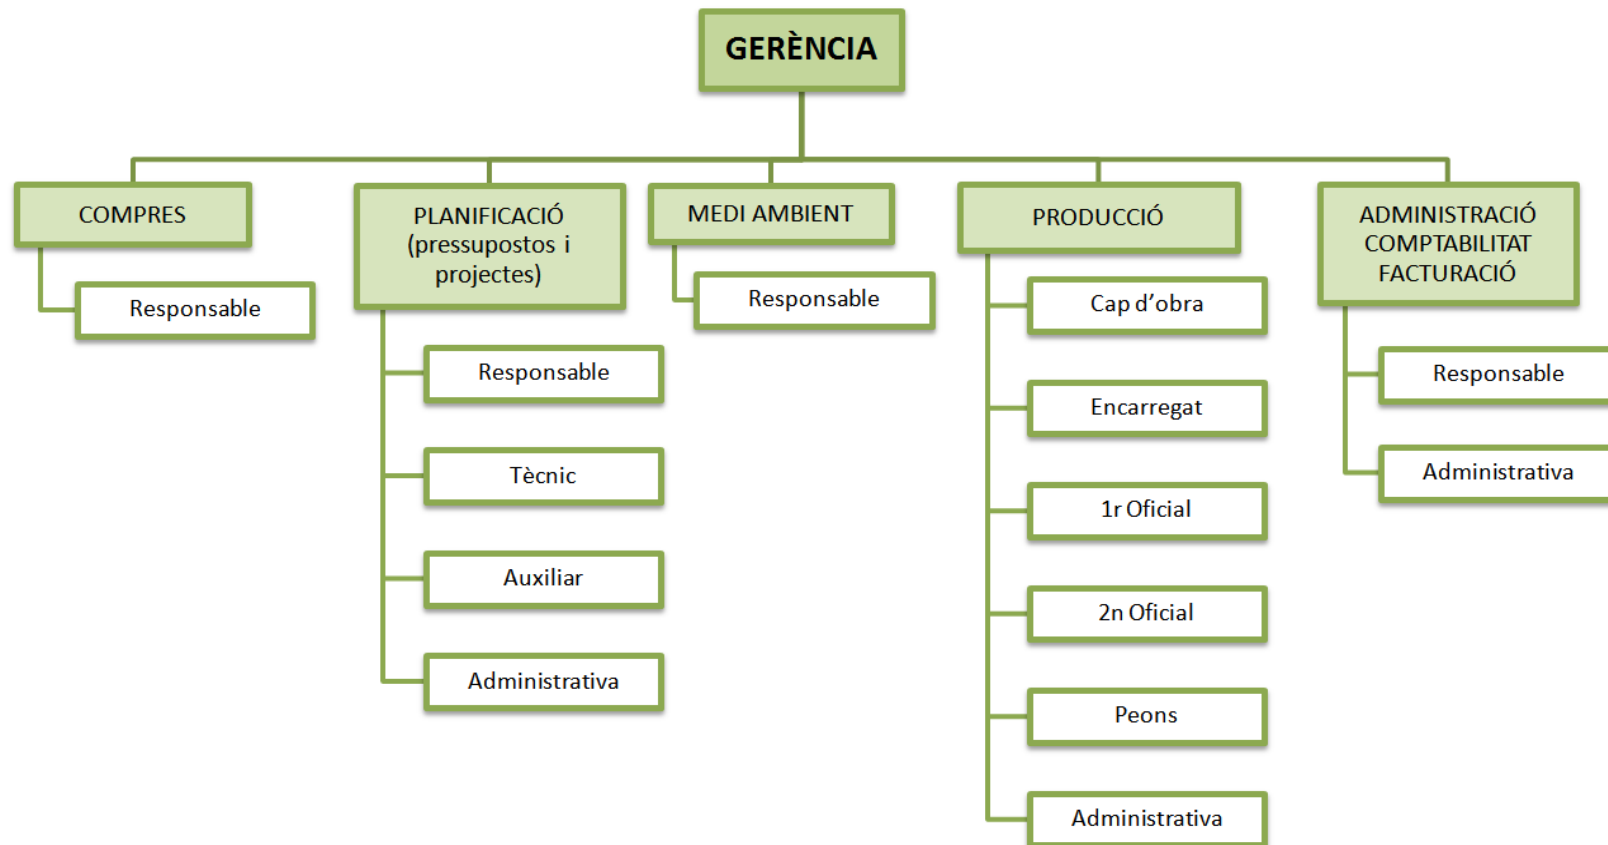 GERÈNCIA
COMPRES
Responsable
PLANIFICACIÓ
(pressupostos i
projectes)
Responsable
Tècnic
Auxiliar
Administrativa
MEDI AMBIENT
Responsable
PRODUCCIÓ
Cap d’obra
Encarregat
1r Oficial
2n Oficial
Peons
Administrativa
ADMINISTRACIÓ
COMPTABILITAT
FACTURACIÓ
Responsable
Administrativa